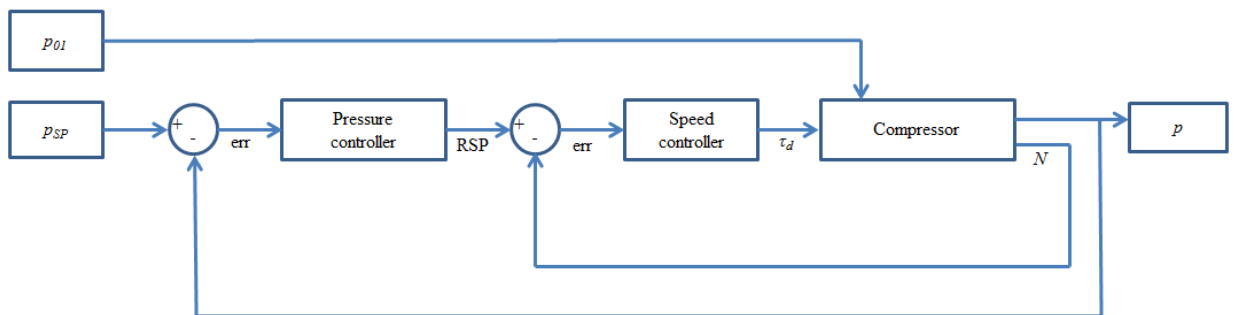 p01
pSP
+
-
err
Pressure
controller
RSP
+
-
err
Speed
controller
τd
Compressor
N
p